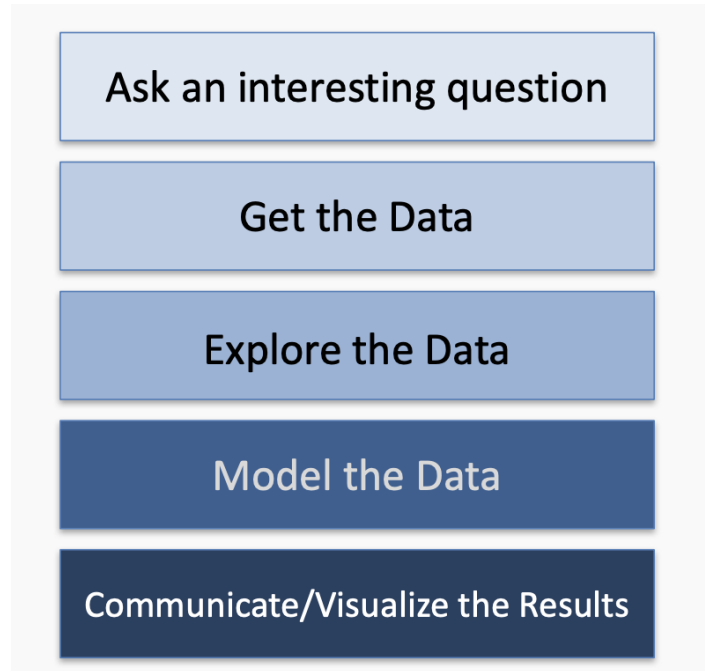 Ask an interesting question
Get the Data
Explore the Data
Model the Data
Communicate/Visualize the Results